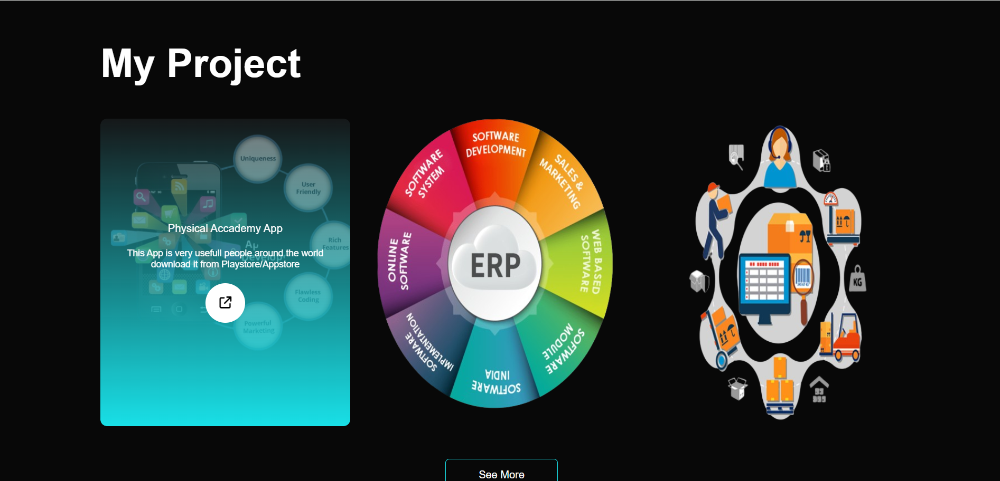 My Project
Uniqueness
User
Friendly
Rich
Features
Flawless
Coding
Powerful
Marketing
Physical Accademy App
This App is very usefull people around the world
download it from Playstore/Appstore
SOFTWARE
DEVELOPMENT
SALES &
MARKETING
WEB BASED
SOFTWARE
SOFTWARE
MODULE
SOFTWARE
INDIA
SOFTWARE
IMPLEMENTATION
ONLINE
SOFTWARE
SOFTWARE
SYSTEM
ERP
KG
See More